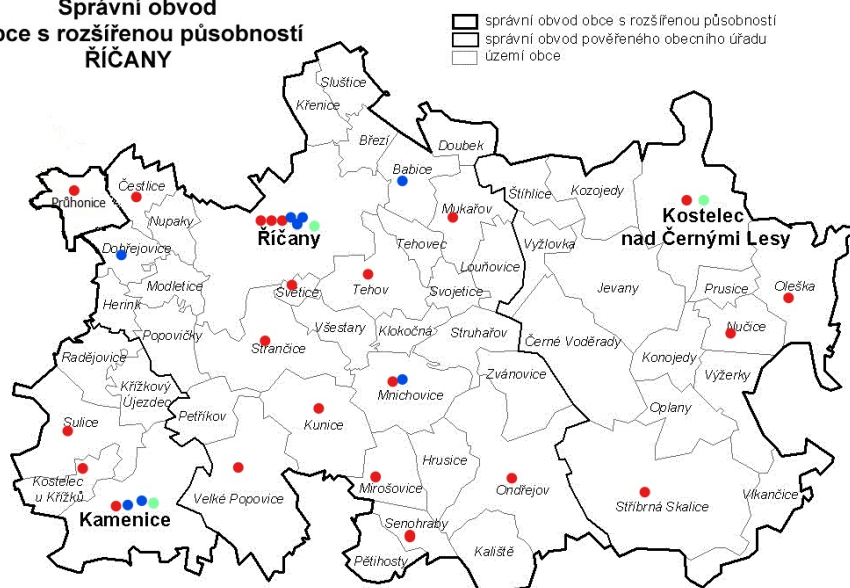 Správní obvod
obce s rozšířenou působností
ŘÍČANY
správní obvod obce s rozšířenou působností
správní obvod pověřeného obecního úřadu
území obce
Sluštice
Křenice
Březí
Doubek
Babice
Průhonice
Čestlice
Nupaky
Mukařov
Štíhlice
Kozojedy
Kostelec
nad Černými Lesy
Říčany
Dobřejovice
Tehovec
Vyžlovka
Louňovice
Modletice
Herink
Světice
Tehov
Svojetice
Jevany
Prusice
Oleška
Popovičky
Všestary
Klokočná
Struhařov
Nučice
Strančice
Černé Voděrady
Radějovice
Konojedy
Zvánovice
Výžerky
Křížkový
Újezdec
Mnichovice
Oplany
Petříkov
Sulice
Kunice
Hrusice
Kostelec
u Křížků
Velké Popovice
Mirošovice
Ondřejov
Stříbrná Skalice
Vlkančice
Kamenice
Senohraby
Kaliště
Pětihosty